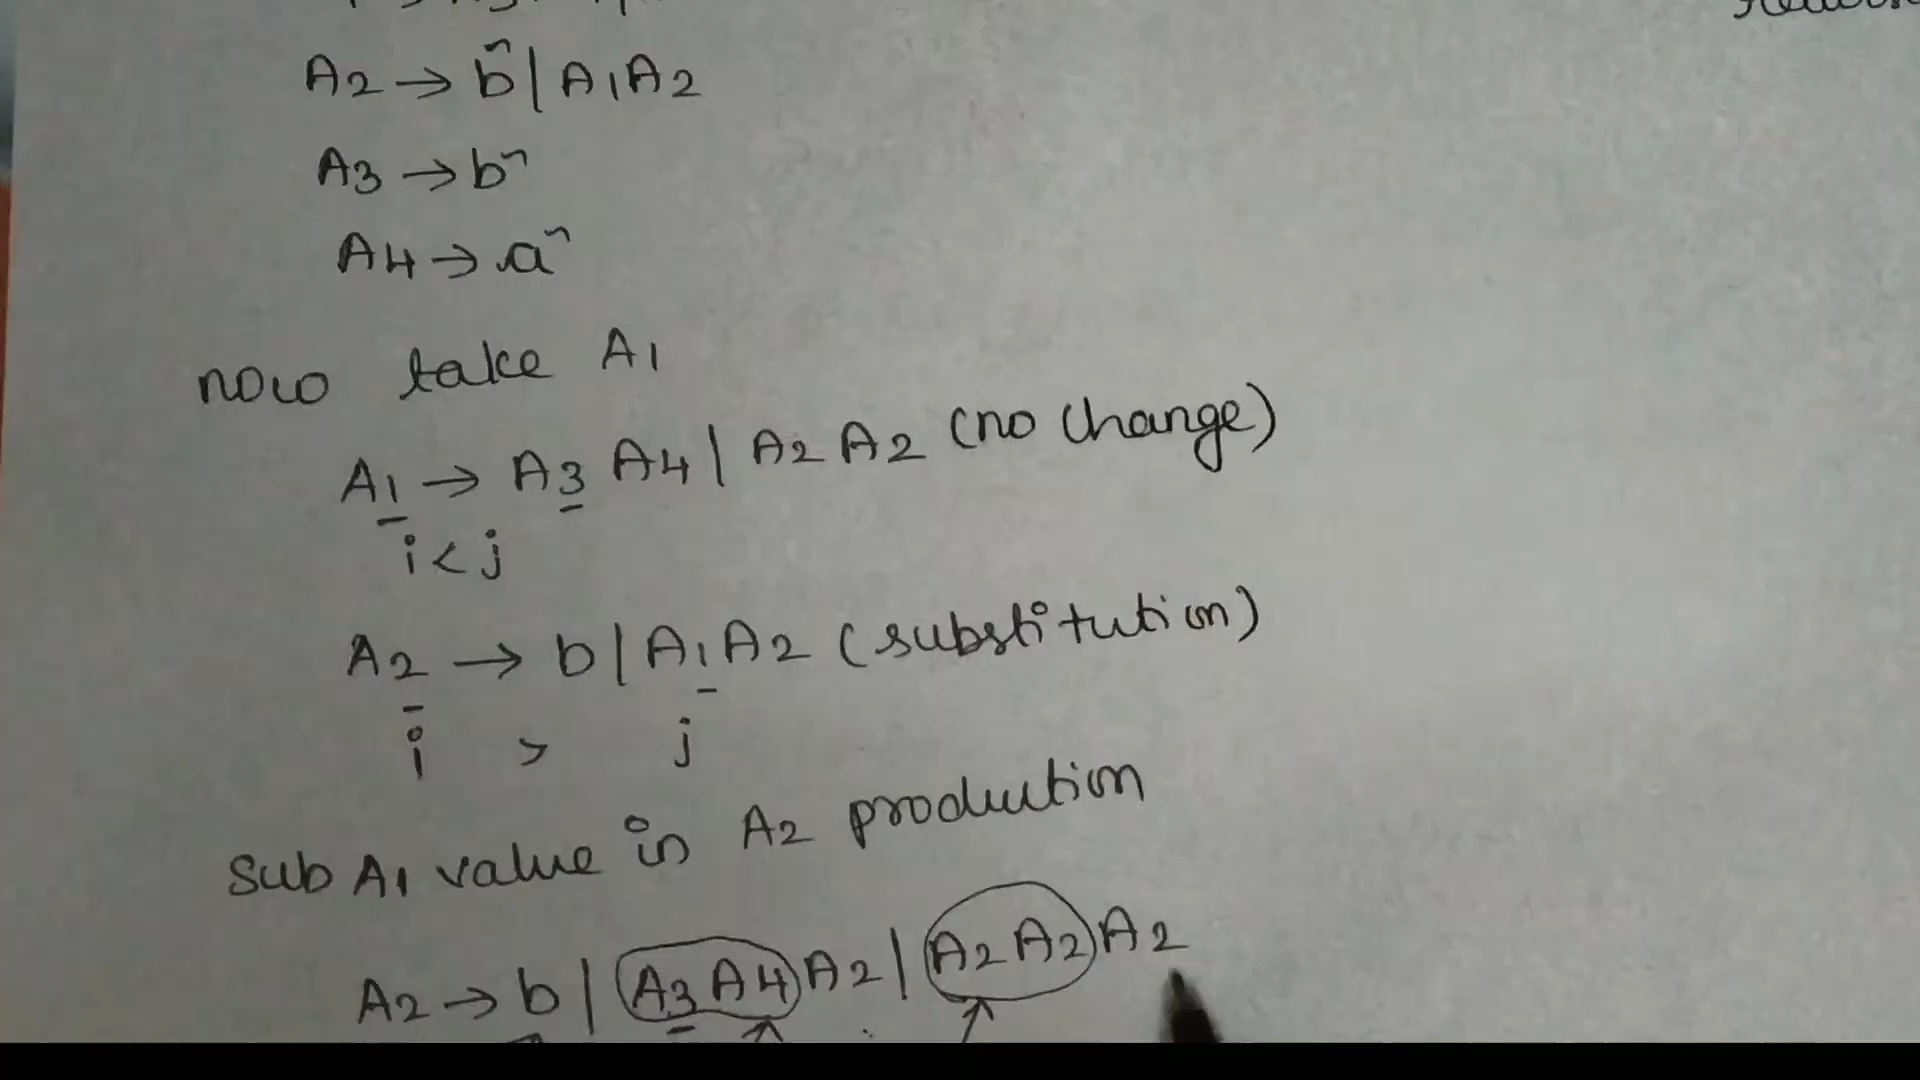 A2 → b | A1A2
A3 → b
A4 → a
now take A1
A1 → A3 A4 | A2 A2 (no change)
i < j
A2 → b | A1 A2 (substitution)
i > j
sub A1 value in A2 production
A2 → b | A3 A4 A2 | A2 A2 A2